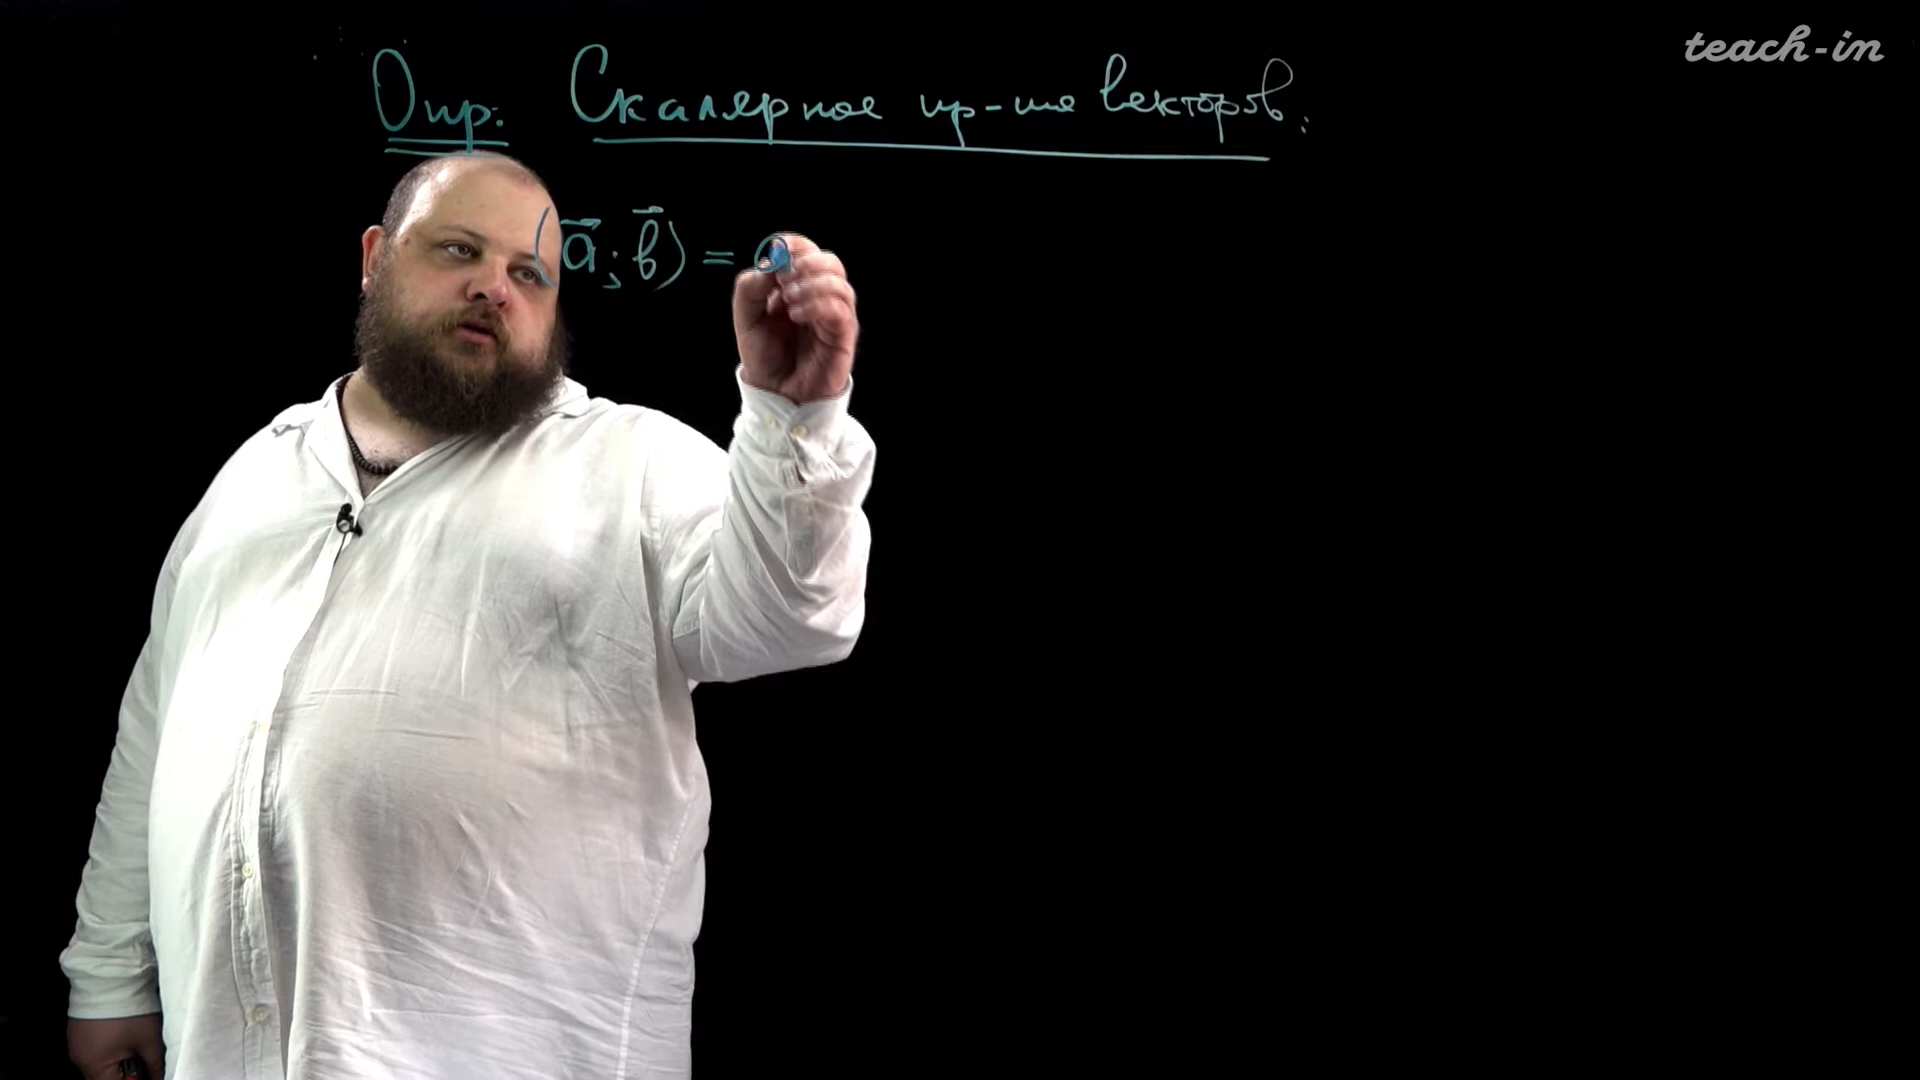 teach-in
Опр: Скалярное пр-ие векторов:
(a⃗; b⃗) = a